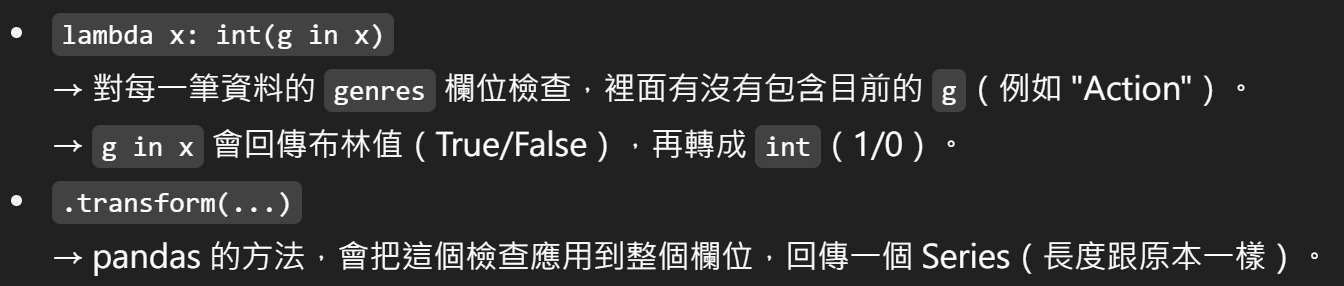 • lambda x: int(g in x)
→ 對每一筆資料的 genres 欄位檢查，裡面有沒有包含目前的 g（例如 "Action"）。
→ g in x 會回傳布林值（True/False），再轉成 int（1/0）。
• .transform(...)
→ pandas 的方法，會把這個檢查應用到整個欄位，回傳一個 Series（長度跟原本一樣）。